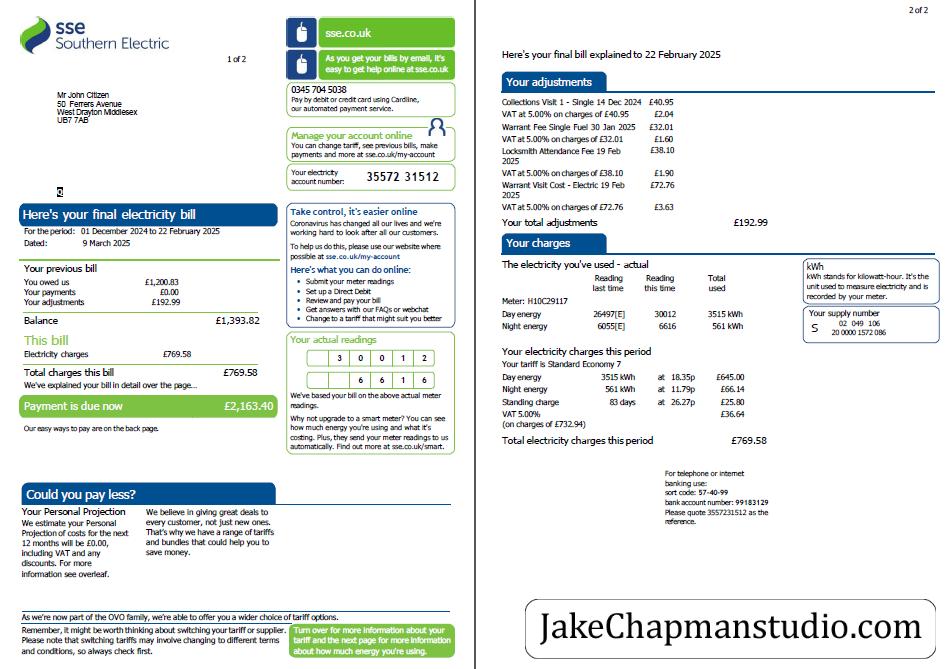 sse
Southern Electric
1 of 2
Mr John Citizen
50 Ferrers Avenue
West Drayton Middlesex
UB7 7AB
Q
sse.co.uk
As you get your bills by email, it's
easy to get help online at sse.co.uk
0345 704 5038
Pay by debit or credit card using Cardline,
our automated payment service.
Manage your account online
You can change tariff, see previous bills, make
payments and more at sse.co.uk/my-account
Your electricity
account number: 35572 31512
Here's your final electricity bill
For the period: 01 December 2024 to 22 February 2025
Dated: 9 March 2025
Your previous bill
You owed us £1,200.83
Your payments £0.00
Your adjustments £192.99
Balance £1,393.82
This bill
Electricity charges £769.58
Total charges this bill £769.58
We've explained your bill in detail over the page...
Payment is due now £2,163.40
Our easy ways to pay are on the back page.
Take control, it's easier online
Coronavirus has changed all our lives and we're
working hard to look after all our customers.
To help us do this, please use our website where
possible at sse.co.uk/my-account
Here's what you can do online:
• Submit your meter readings
• Set up a Direct Debit
• Review and pay your bill
• Get answers with our FAQs or webchat
• Change to a tariff that might suit you better
Your actual readings
3 0 0 1 2
6 6 1 6
We've based your bill on the above actual meter
readings.
Why not upgrade to a smart meter? You can see
how much energy you're using and what it's
costing. Plus, they send your meter readings to us
automatically. Find out more at sse.co.uk/smart.
Could you pay less?
Your Personal Projection
We estimate your Personal
Projection of costs for the next
12 months will be £0.00,
including VAT and any
discounts. For more
information see overleaf.
We believe in giving great deals to
every customer, not just new ones.
That's why we have a range of tariffs
and bundles that could help you to
save money.
As we're now part of the OVO family, we're able to offer you a wider choice of tariff options.
Remember, it might be worth thinking about switching your tariff or supplier.
Please note that switching tariffs may involve changing to different terms
and conditions, so always check first.
Turn over for more information about your
tariff and the next page for more information
about how much energy you're using.
2 of 2
Here's your final bill explained to 22 February 2025
Your adjustments
Collections Visit 1 - Single 14 Dec 2024 £40.95
VAT at 5.00% on charges of £40.95 £2.04
Warrant Fee Single Fuel 30 Jan 2025 £32.01
VAT at 5.00% on charges of £32.01 £1.60
Locksmith Attendance Fee 19 Feb £38.10
2025
VAT at 5.00% on charges of £38.10 £1.90
Warrant Visit Cost - Electric 19 Feb £72.76
2025
VAT at 5.00% on charges of £72.76 £3.63
Your total adjustments £192.99
Your charges
The electricity you've used - actual
Reading Reading Total
last time this time used
Meter: H10C29117
Day energy 26497[E] 30012 3515 kWh
Night energy 6055[E] 6616 561 kWh
kWh
kWh stands for kilowatt-hour. It's the
unit used to measure electricity and is
recorded by your meter.
Your supply number
S 02 049 106
20 0000 1572 086
Your electricity charges this period
Your tariff is Standard Economy 7
Day energy 3515 kWh at 18.35p £645.00
Night energy 561 kWh at 11.79p £66.14
Standing charge 83 days at 26.27p £25.80
VAT 5.00% £36.64
(on charges of £732.94)
Total electricity charges this period £769.58
For telephone or internet
banking use:
sort code: 57-40-99
bank account number: 99183129
Please quote 3557231512 as the
reference.
JakeChapmanstudio.com